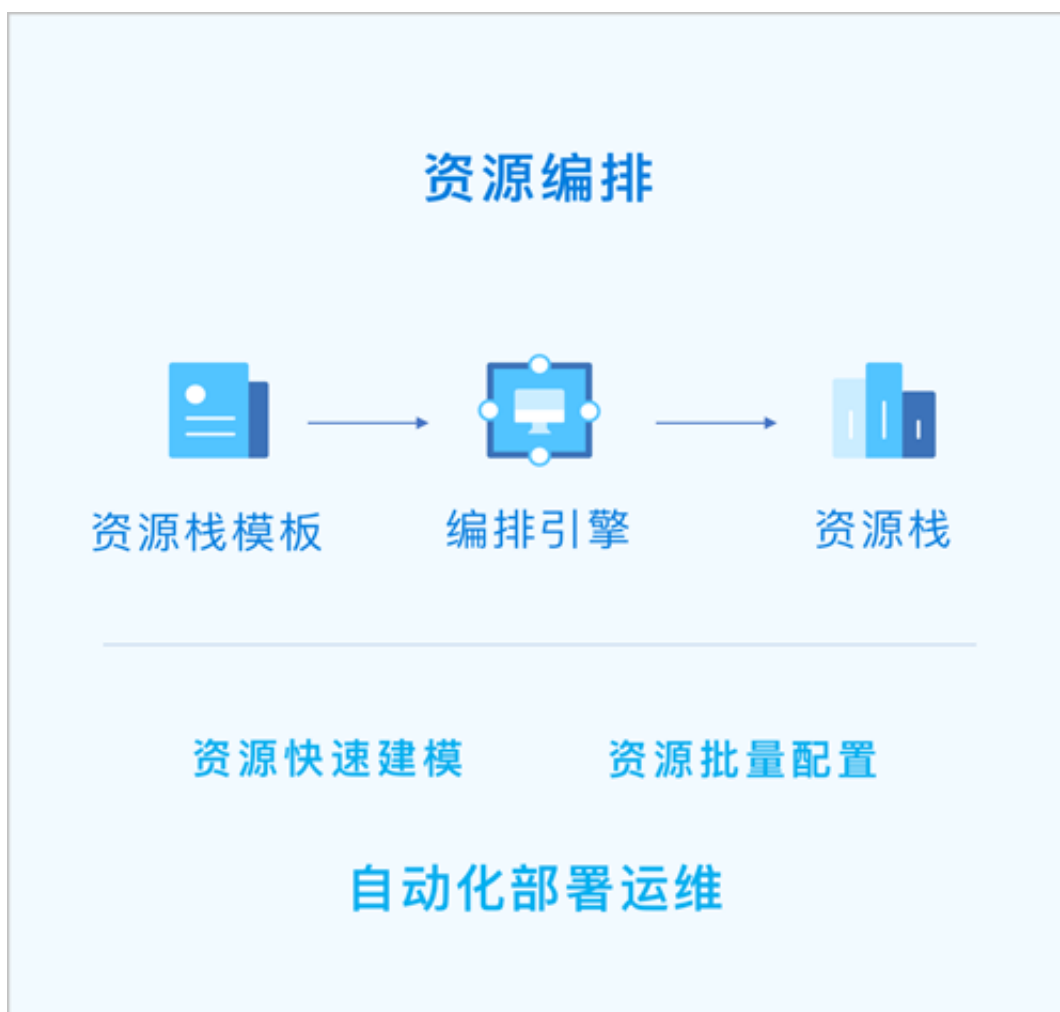 资源编排
资源栈模板
编排引擎
资源栈
资源快速建模
资源批量配置
自动化部署运维